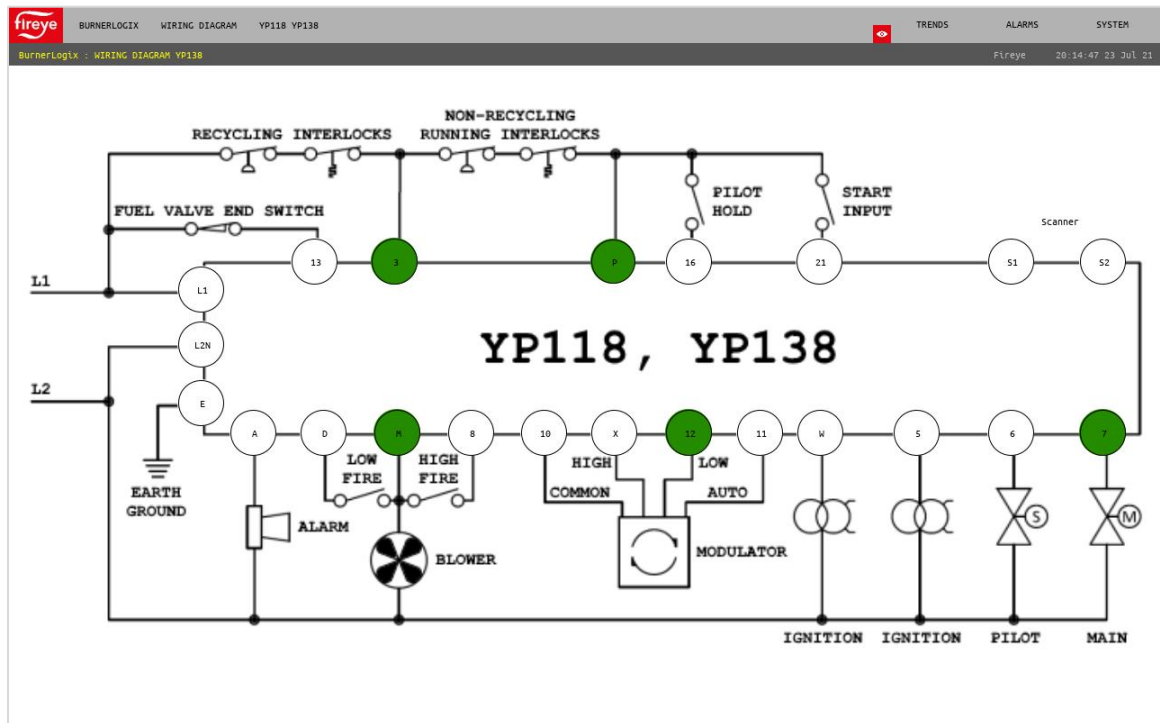 fireye BURNERLOGIX WIRING DIAGRAM YP118 YP138 TRENDS ALARMS SYSTEM
BurnerLogix : WIRING DIAGRAM YP138 Fireye 20:14:47 23 Jul 21
NON-RECYCLING
RECYCLING INTERLOCKS RUNNING INTERLOCKS
S S
PILOT HOLD
START INPUT
FUEL VALVE END SWITCH
Scanner
13 3 P 16 21 S1 S2
L1 L1
L2N
YP118, YP138
L2
E
A D M 8 10 X 12 11 W 5 6 7
LOW FIRE
HIGH FIRE
HIGH LOW
COMMON AUTO
EARTH GROUND
ALARM
S M
BLOWER
MODULATOR
IGNITION IGNITION PILOT MAIN